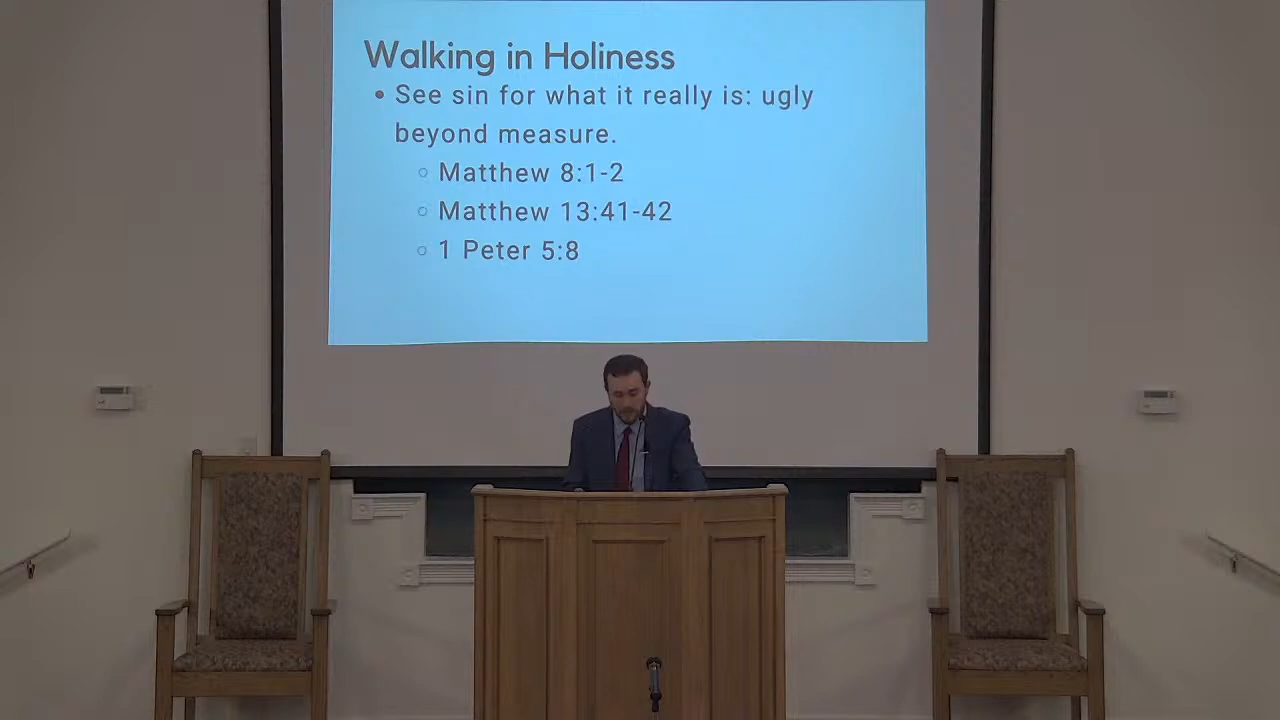 Walking in Holiness
• See sin for what it really is: ugly
beyond measure.
○ Matthew 8:1-2
○ Matthew 13:41-42
○ 1 Peter 5:8